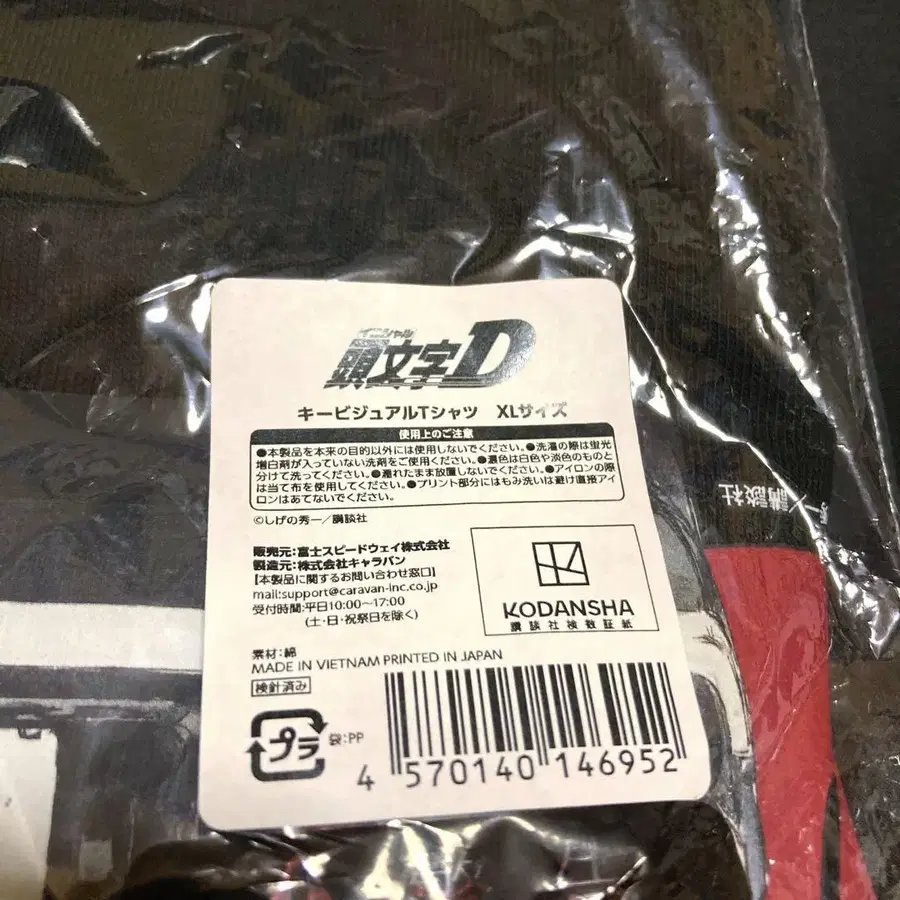 イニシャル
頭文字D
キービジュアルTシャツ XLサイズ
使用上のご注意
●本製品を本来の目的以外には使用しないでください。●洗濯の際は蛍光
増白剤が入っていない洗剤をご使用ください。●濃色は白色や淡色のものと
分けて洗ってください。●濡れたまま放置しないでください。●アイロンの際
は当て布を使用してください。●プリント部分にはもみ洗いは避け直接アイ
ロンはあてないでください。
©しげの秀一/講談社
販売元:富士スピードウェイ株式会社
製造元:株式会社キャラバン
【本製品に関するお問い合わせ窓口】
mail:support@caravan-inc.co.jp
受付時間:平日10:00~17:00
(土・日・祝祭日を除く)
KODANSHA
講談社検数証紙
素材:綿
MADE IN VIETNAM PRINTED IN JAPAN
検針済み
プラ
袋:PP
4 570140 146952
一/講談社